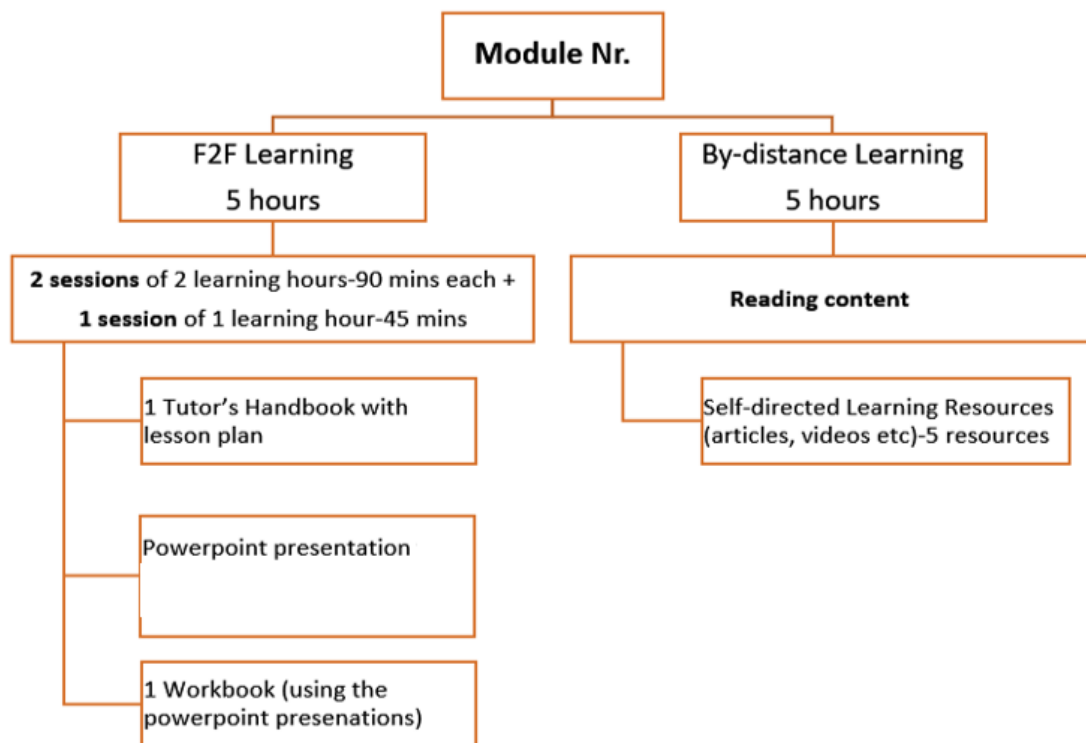 Module Nr.
F2F Learning
5 hours
By-distance Learning
5 hours
2 sessions of 2 learning hours-90 mins each +
1 session of 1 learning hour-45 mins
Reading content
1 Tutor's Handbook with
lesson plan
Self-directed Learning Resources
(articles, videos etc)-5 resources
Powerpoint presentation
1 Workbook (using the
powerpoint presenations)